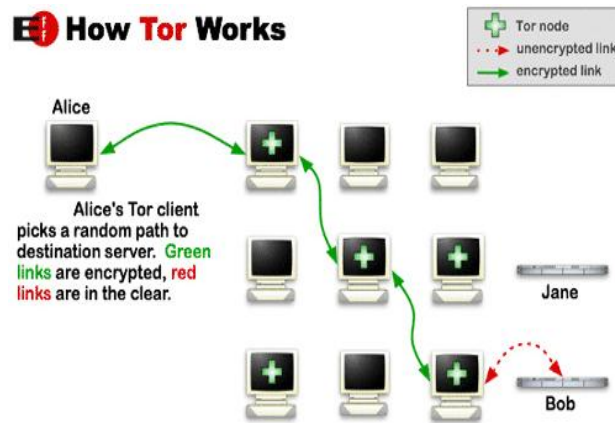 EFF How Tor Works
Tor node
unencrypted link
encrypted link
Alice
Alice's Tor client
picks a random path to
destination server. Green
links are encrypted, red
links are in the clear.
Jane
Bob